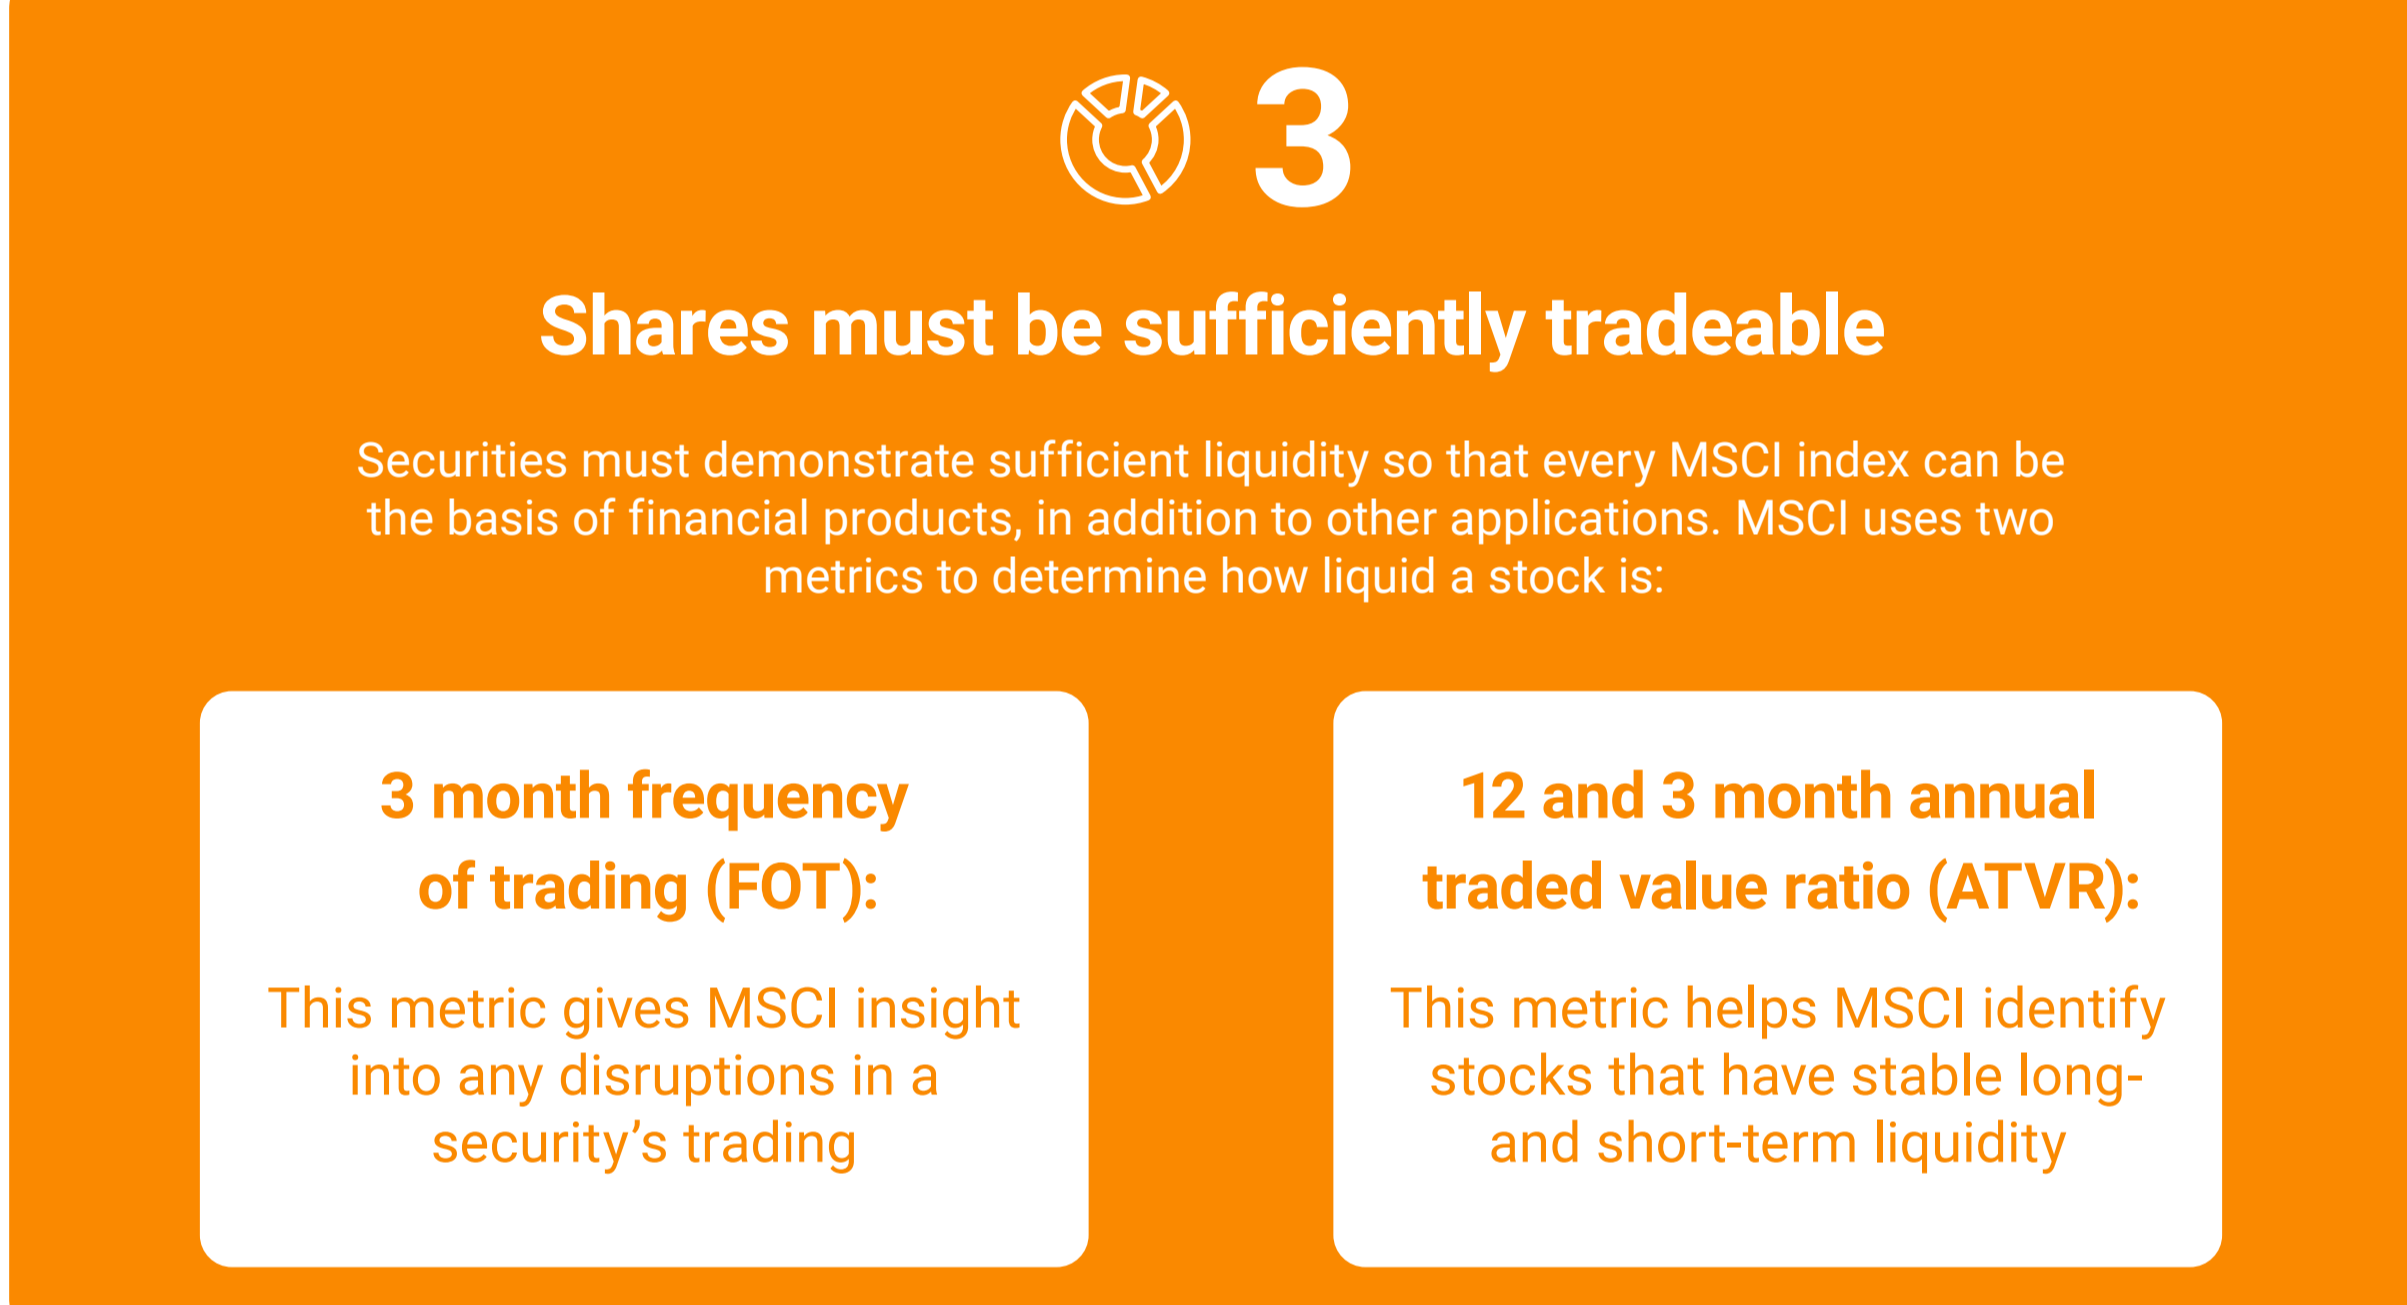 3
Shares must be sufficiently tradeable
Securities must demonstrate sufficient liquidity so that every MSCI index can be
the basis of financial products, in addition to other applications. MSCI uses two
metrics to determine how liquid a stock is:
3 month frequency
of trading (FOT):
This metric gives MSCI insight
into any disruptions in a
security’s trading
12 and 3 month annual
traded value ratio (ATVR):
This metric helps MSCI identify
stocks that have stable long-
and short-term liquidity